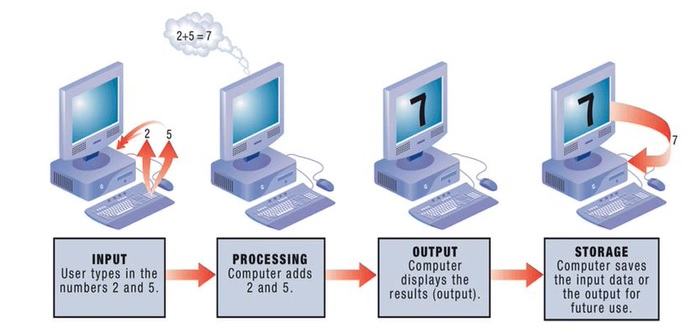 2+5=7
2 5
7
7
7
INPUT
User types in the
numbers 2 and 5.
PROCESSING
Computer adds
2 and 5.
OUTPUT
Computer
displays the
results (output).
STORAGE
Computer saves
the input data or
the output for
future use.